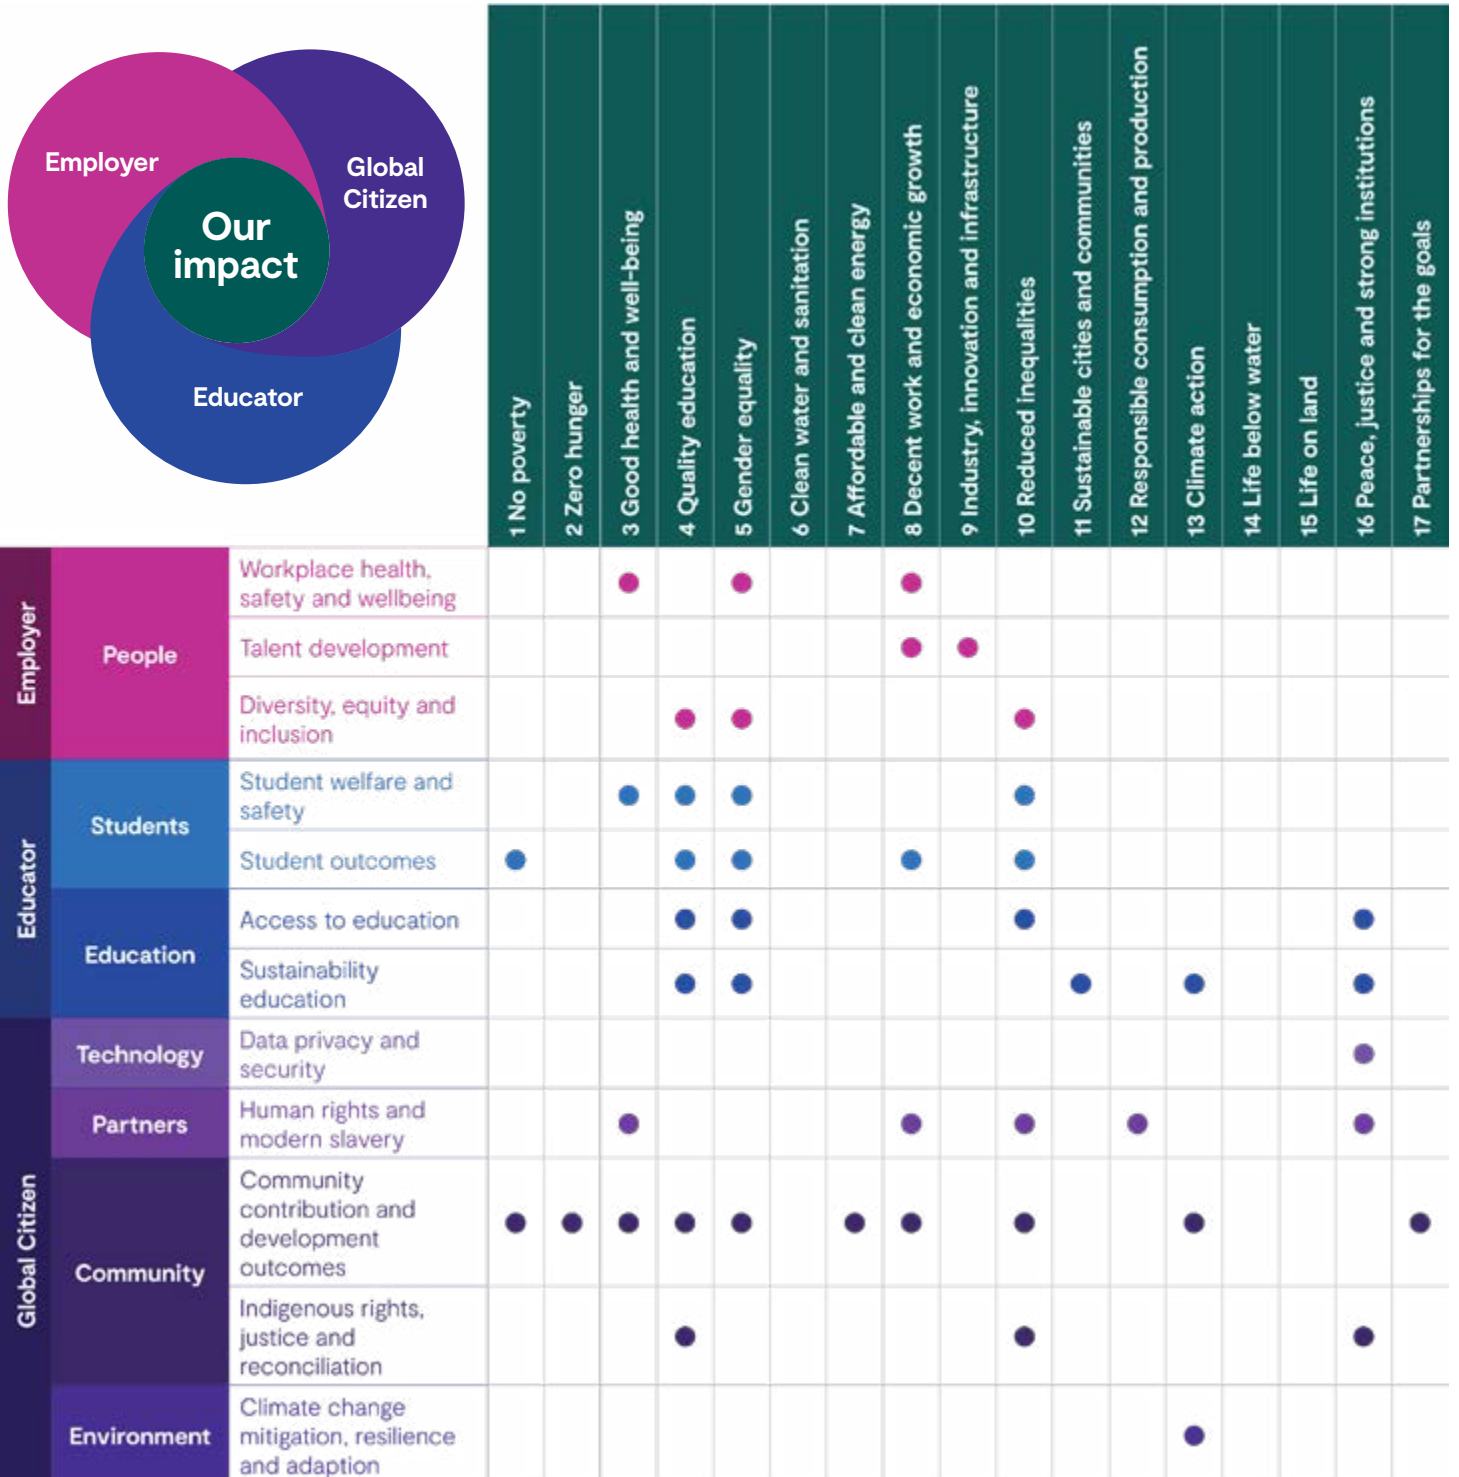 Employer
Global
Citizen
Our
impact
Educator
1 No poverty
2 Zero hunger
3 Good health and well-being
4 Quality education
5 Gender equality
6 Clean water and sanitation
7 Affordable and clean energy
8 Decent work and economic growth
9 Industry, innovation and infrastructure
10 Reduced inequalities
11 Sustainable cities and communities
12 Responsible consumption and production
13 Climate action
14 Life below water
15 Life on land
16 Peace, justice and strong institutions
17 Partnerships for the goals
Employer
People
Workplace health,
safety and wellbeing
Talent development
Diversity, equity and
inclusion
Educator
Students
Student welfare and
safety
Student outcomes
Education
Access to education
Sustainability
education
Global Citizen
Technology
Data privacy and
security
Partners
Human rights and
modern slavery
Community
Community
contribution and
development
outcomes
Indigenous rights,
justice and
reconciliation
Environment
Climate change
mitigation, resilience
and adaption